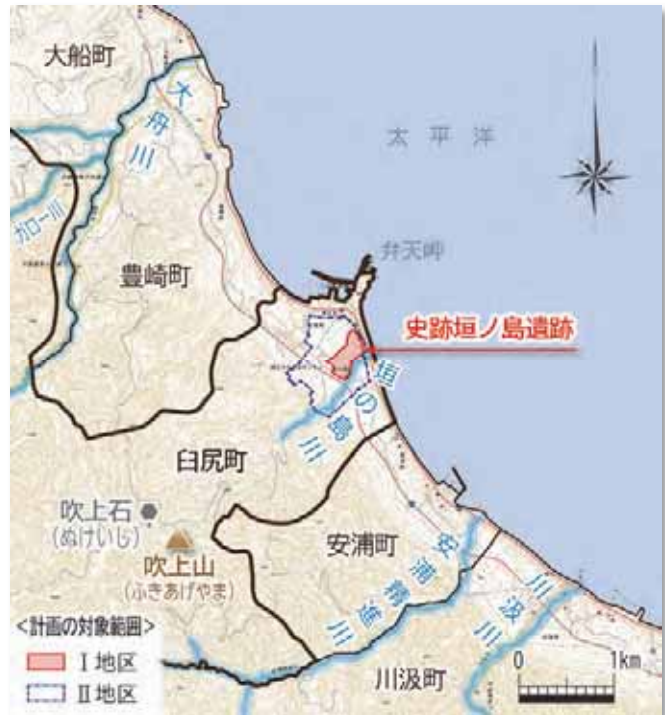 大船町
大舟川
太平洋
ガロー川
弁天岬
豊崎町
史跡垣ノ島遺跡
垣の島川
臼尻町
吹上石
(ぬけいじ)
安浦町
吹上山
(ふきあげやま)
安浦精進川
川汲川
<計画の対象範囲>
Ⅰ地区
Ⅱ地区
川汲町
0 1km